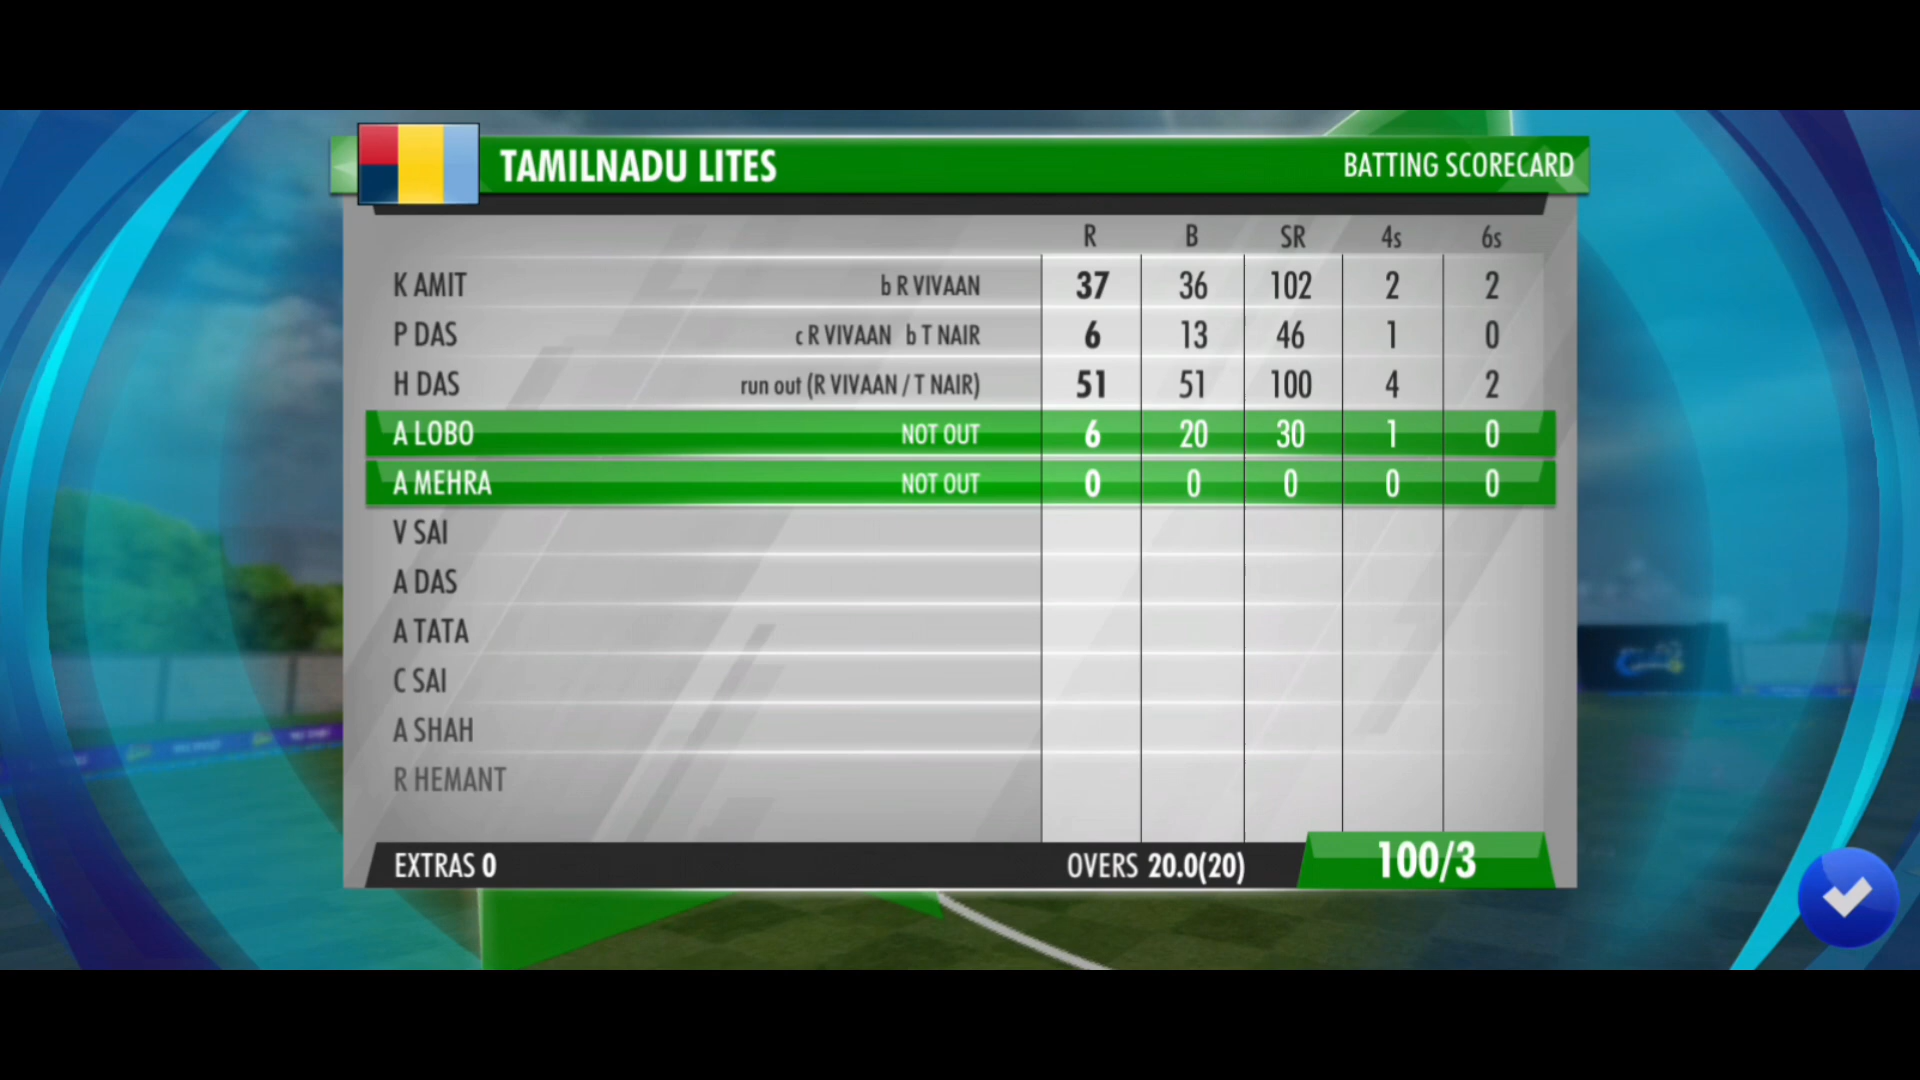 TAMILNADU LITES BATTING SCORECARD
R B SR 4s 6s
K AMIT b R VIVAAN 37 36 102 2 2
P DAS c R VIVAAN b T NAIR 6 13 46 1 0
H DAS run out (R VIVAAN / T NAIR) 51 51 100 4 2
A LOBO NOT OUT 6 20 30 1 0
A MEHRA NOT OUT 0 0 0 0 0
V SAI
A DAS
A TATA
C SAI
A SHAH
R HEMANT
EXTRAS 0 OVERS 20.0(20) 100/3